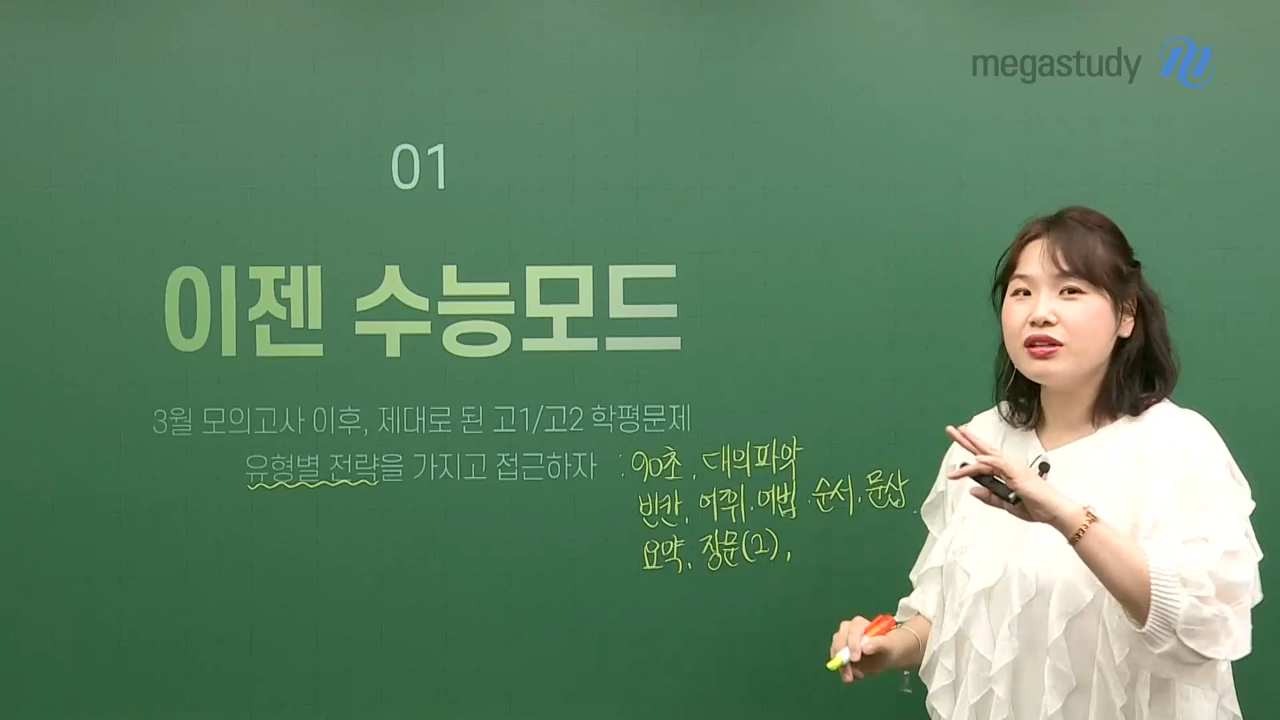 megastudy
01
이젠 수능모드
3월 모의고사 이후, 제대로 된 고1/고2 학평문제
유형별 전략을 가지고 접근하자 : 90초, 대의파악
빈칸, 어휘·어법·순서·문삽.
요약, 장문(2),